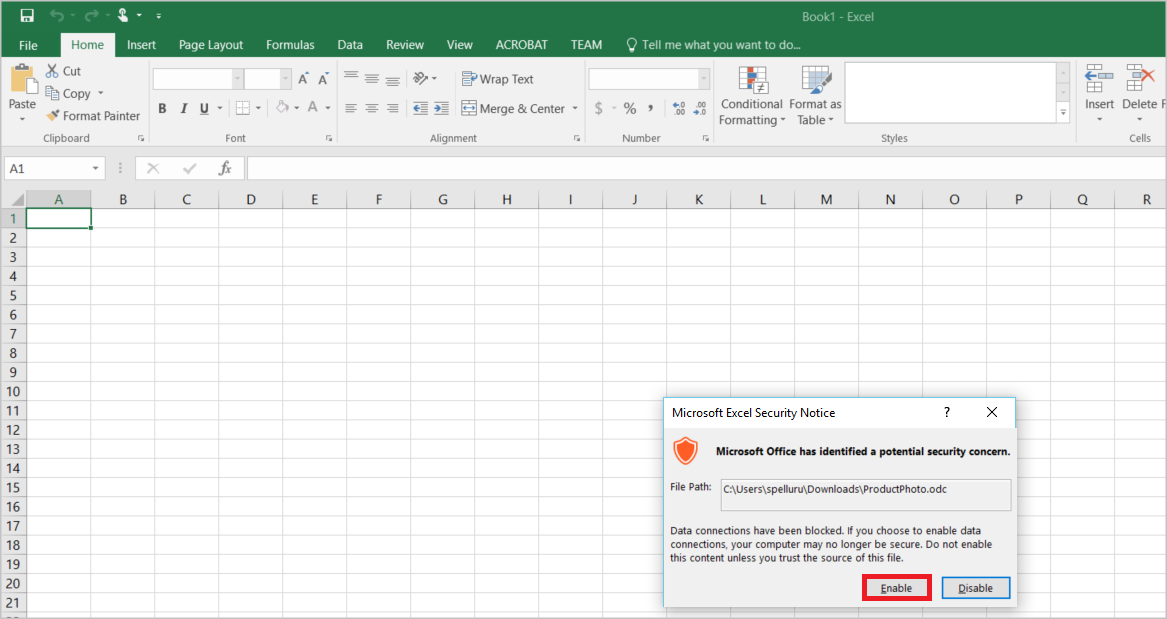 Book1 - Excel
File Home Insert Page Layout Formulas Data Review View ACROBAT TEAM Tell me what you want to do...
Paste
Cut
Copy
Format Painter
Clipboard
B I U A A A
Font
Wrap Text
Merge & Center
Alignment
$ % , .0 .00 .00 .0
Number
Conditional
Formatting
Format as
Table
Styles
Insert Delete F
Cells
A1 fx
A B C D E F G H I J K L M N O P Q R
1
2
3
4
5
6
7
8
9
10
11
12
13
14
15
16
17
18
19
20
21
Microsoft Excel Security Notice ?
Microsoft Office has identified a potential security concern.
File Path: C:\Users\spelluru\Downloads\ProductPhoto.odc
Data connections have been blocked. If you choose to enable data
connections, your computer may no longer be secure. Do not enable
this content unless you trust the source of this file.
Enable Disable